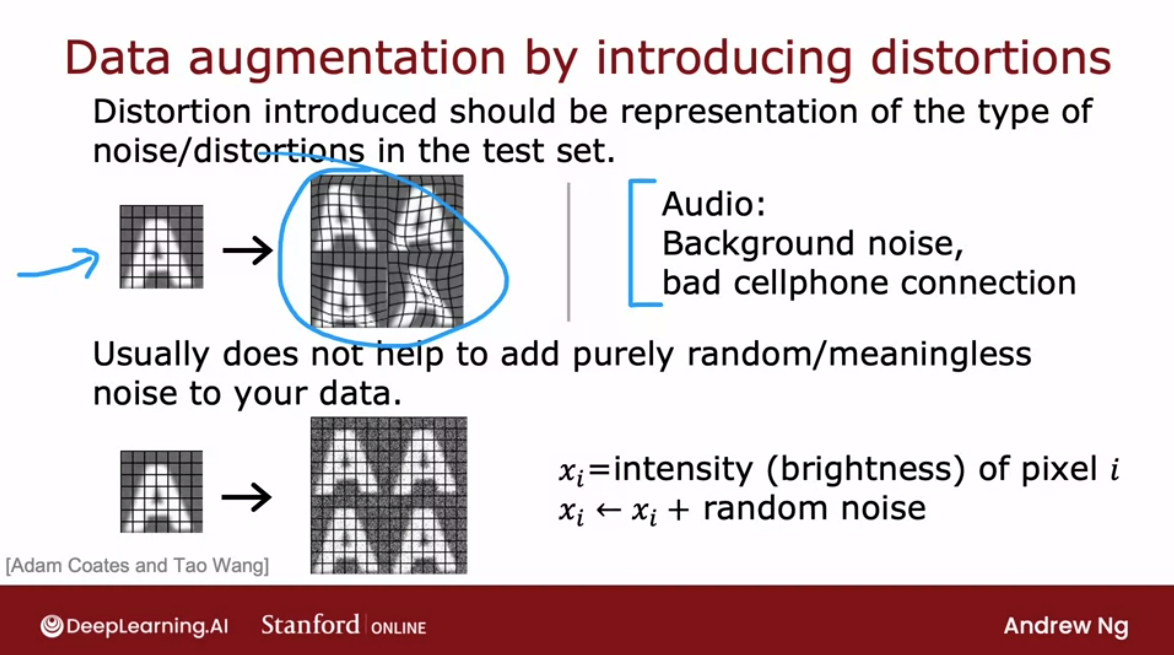 Data augmentation by introducing distortions
Distortion introduced should be representation of the type of
noise/distortions in the test set.
Audio:
Background noise,
bad cellphone connection
Usually does not help to add purely random/meaningless
noise to your data.
xᵢ=intensity (brightness) of pixel i
xᵢ ← xᵢ + random noise
[Adam Coates and Tao Wang]
DeepLearning.AI
Stanford | ONLINE
Andrew Ng